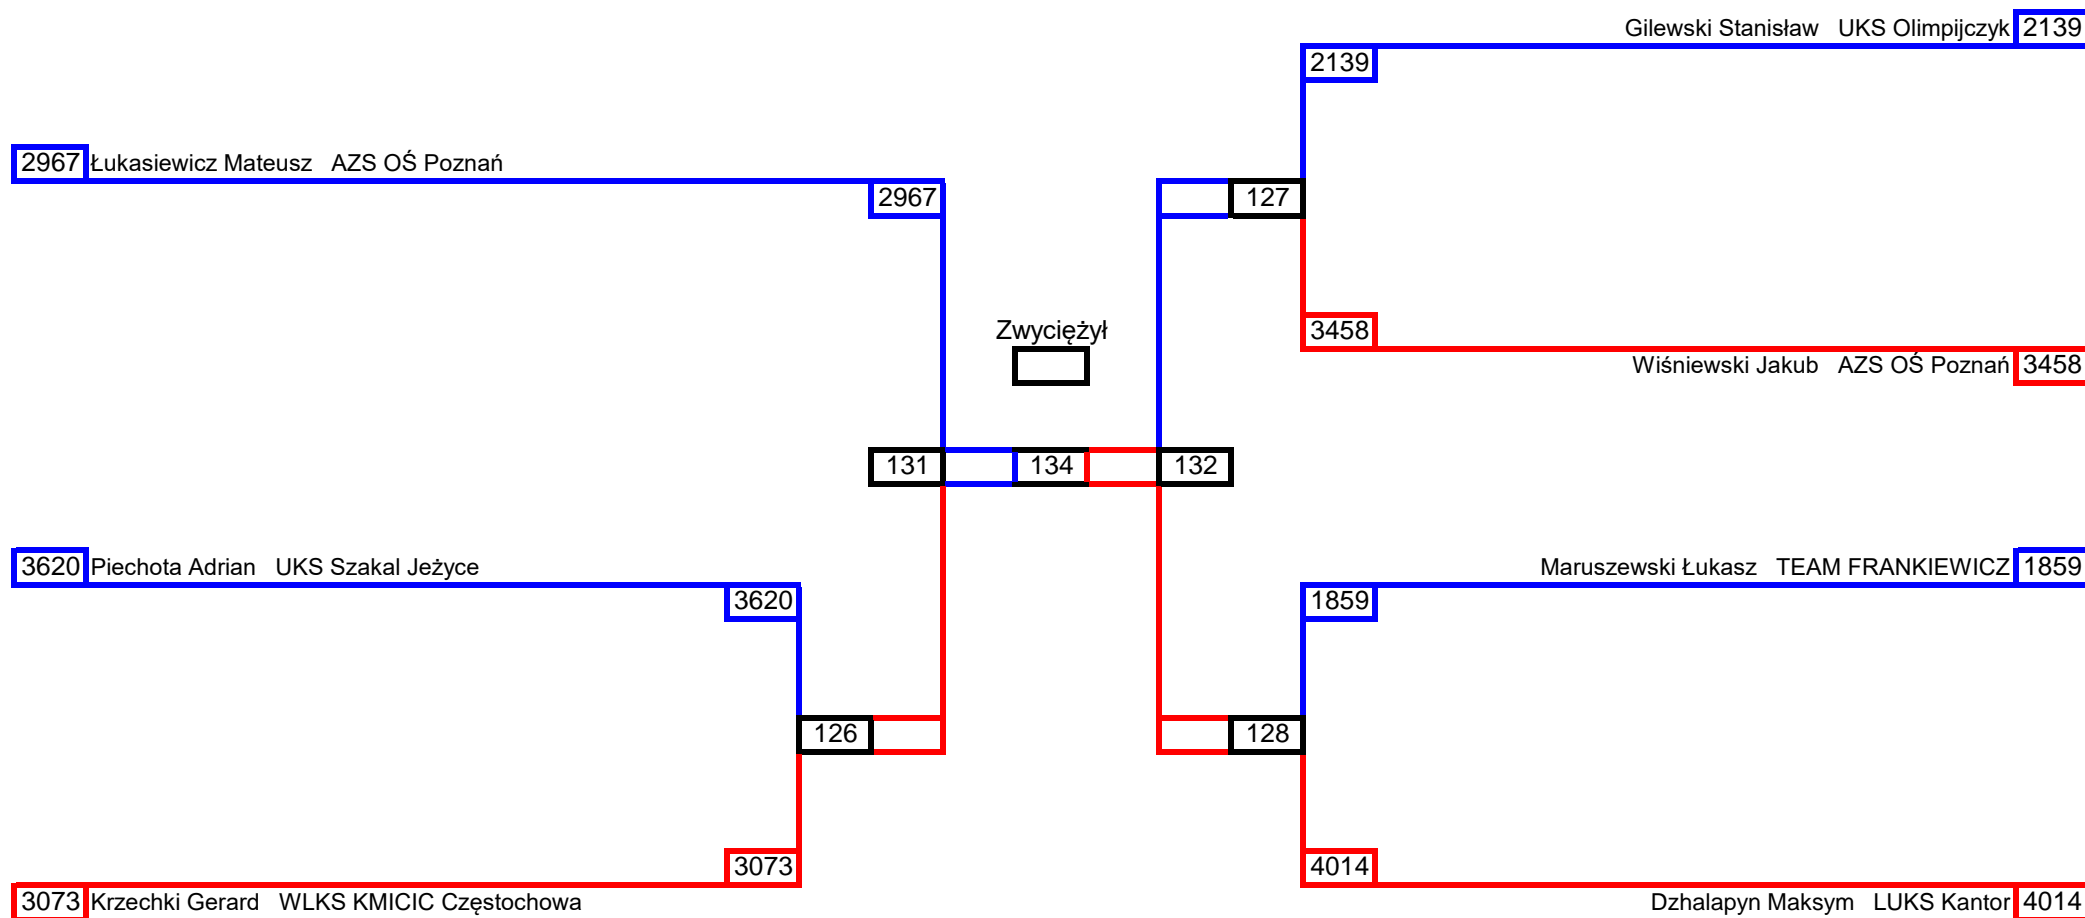 Gilewski Stanisław UKS Olimpijczyk 2139
2139
2967 Łukasiewicz Mateusz AZS OŚ Poznań
2967
127
Zwyciężył
3458
Wiśniewski Jakub AZS OŚ Poznań 3458
131 134 132
3620 Piechota Adrian UKS Szakal Jeżyce
Maruszewski Łukasz TEAM FRANKIEWICZ 1859
3620
1859
126
128
3073
4014
3073 Krzechki Gerard WLKS KMICIC Częstochowa
Dzhalapyn Maksym LUKS Kantor 4014